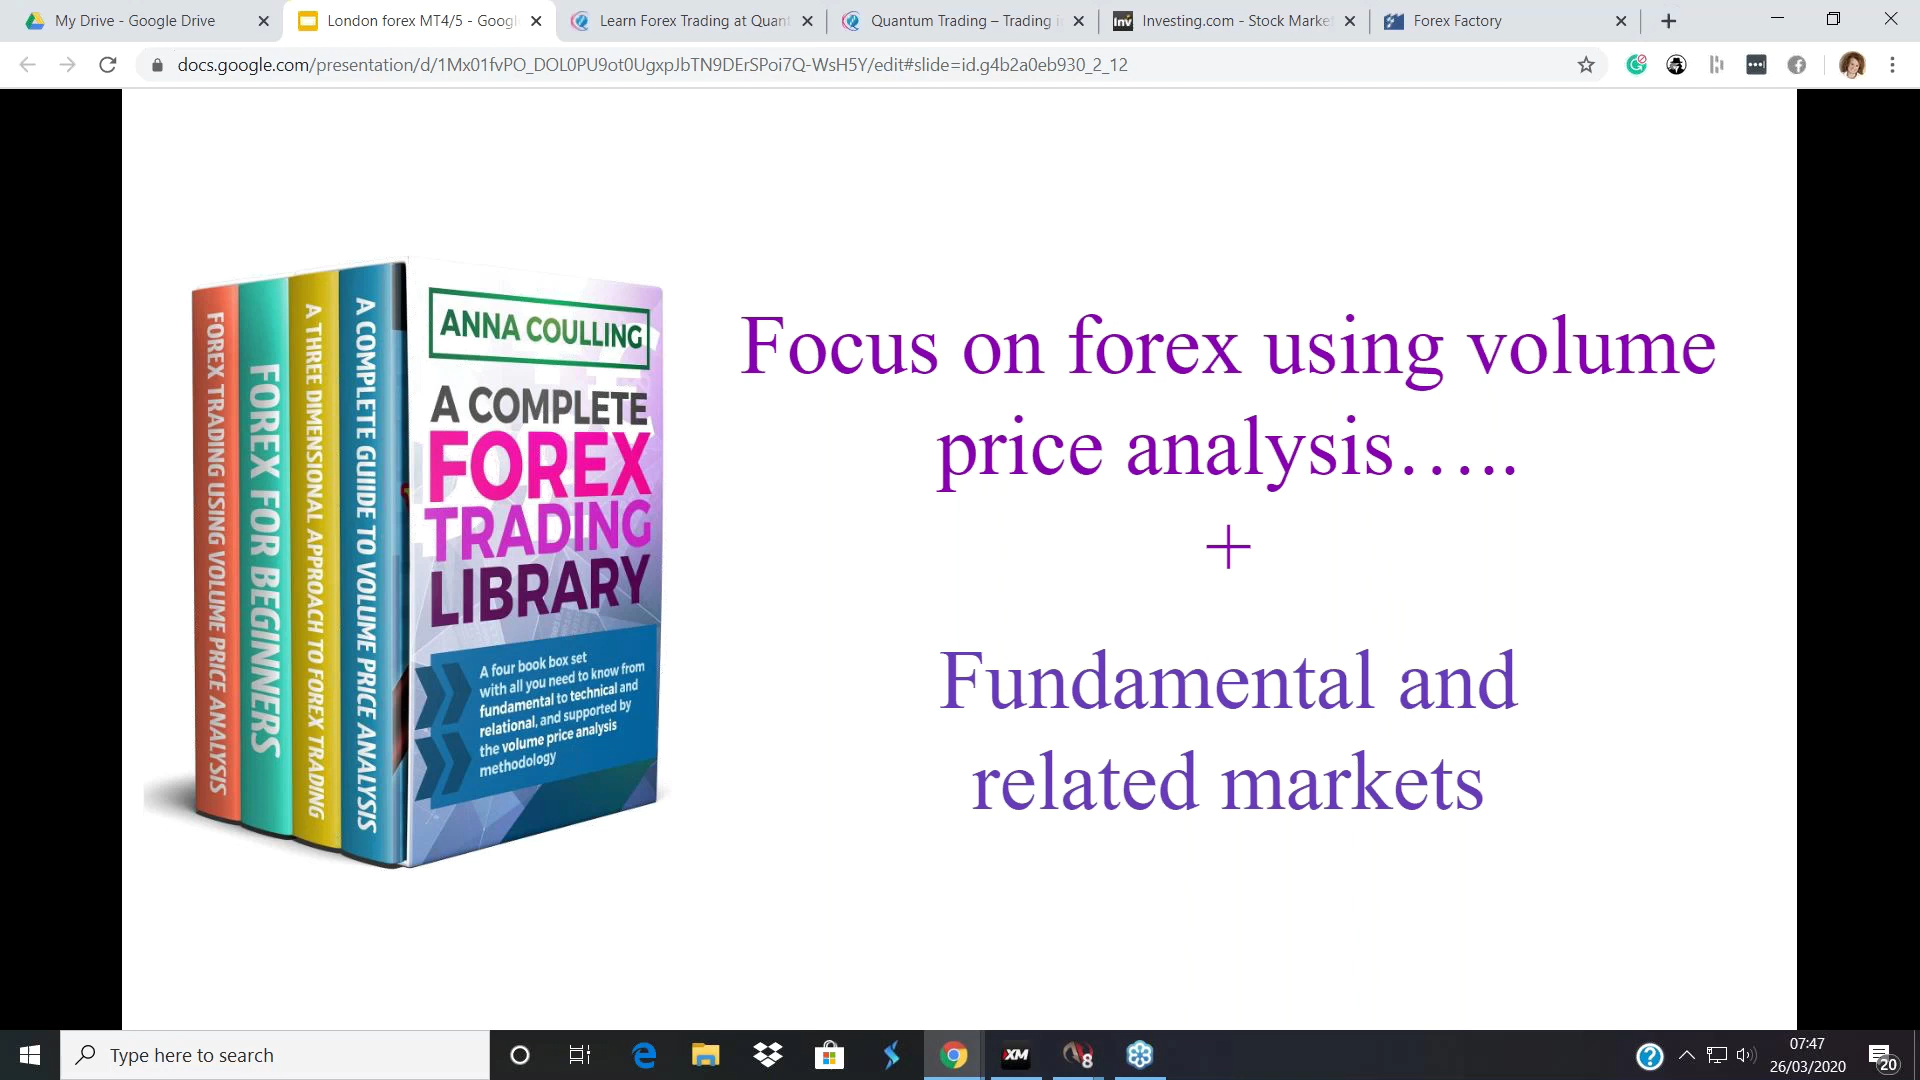 My Drive - Google Drive
London forex MT4/5 - Googl
Learn Forex Trading at Quan
Quantum Trading – Trading i
Investing.com - Stock Marke
Forex Factory
docs.google.com/presentation/d/1Mx01fvPO_DOL0PU9ot0UgxpJbTN9DErSPoi7Q-WsH5Y/edit#slide=id.g4b2a0eb930_2_12
FOREX TRADING USING VOLUME PRICE ANALYSIS
FOREX FOR BEGINNERS
A THREE DIMENSIONAL APPROACH TO FOREX TRADING
A COMPLETE GUIIDE TO VOLUME PRICE ANALYSIS
ANNA COULLING
A COMPLETE
FOREX
TRADING
LIBRARY
A four book box set
with all you need to know from
fundamental to technical and
relational, and supported by
the volume price analysis
methodology
Focus on forex using volume
price analysis…..
+
Fundamental and
related markets
Type here to search
XM
8
07:47
26/03/2020
20